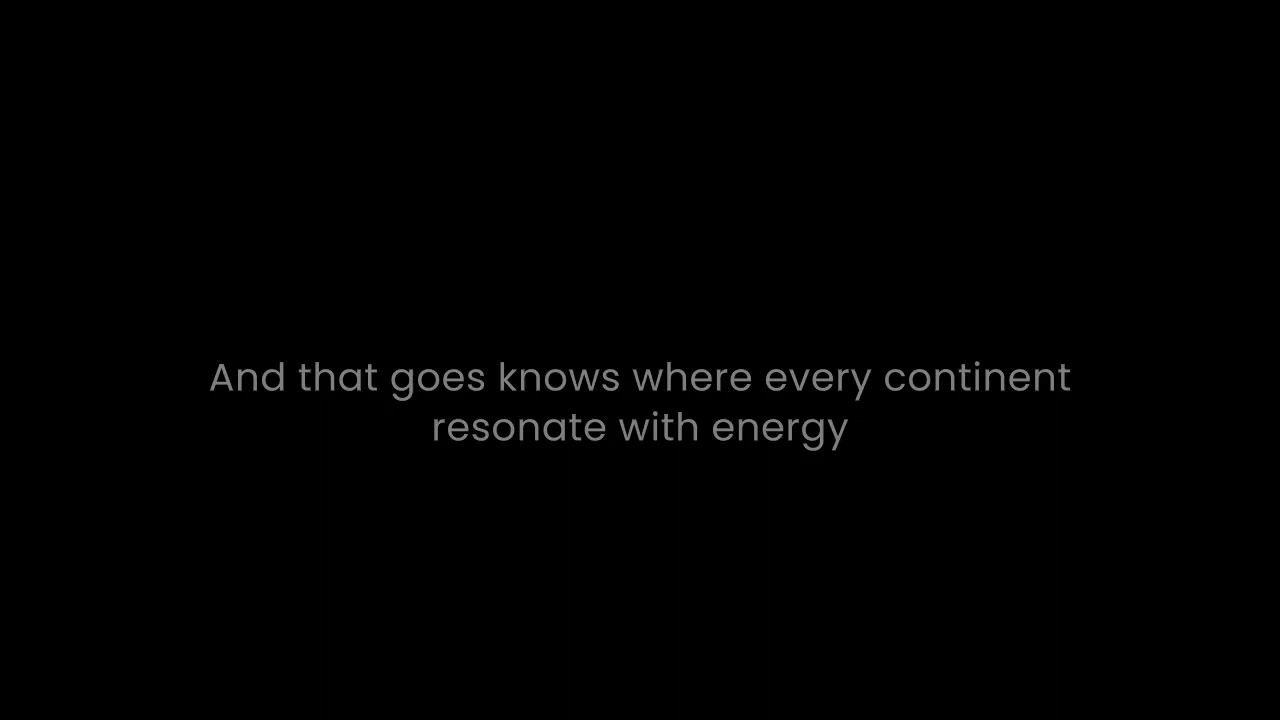 And that goes knows where every continent
resonate with energy